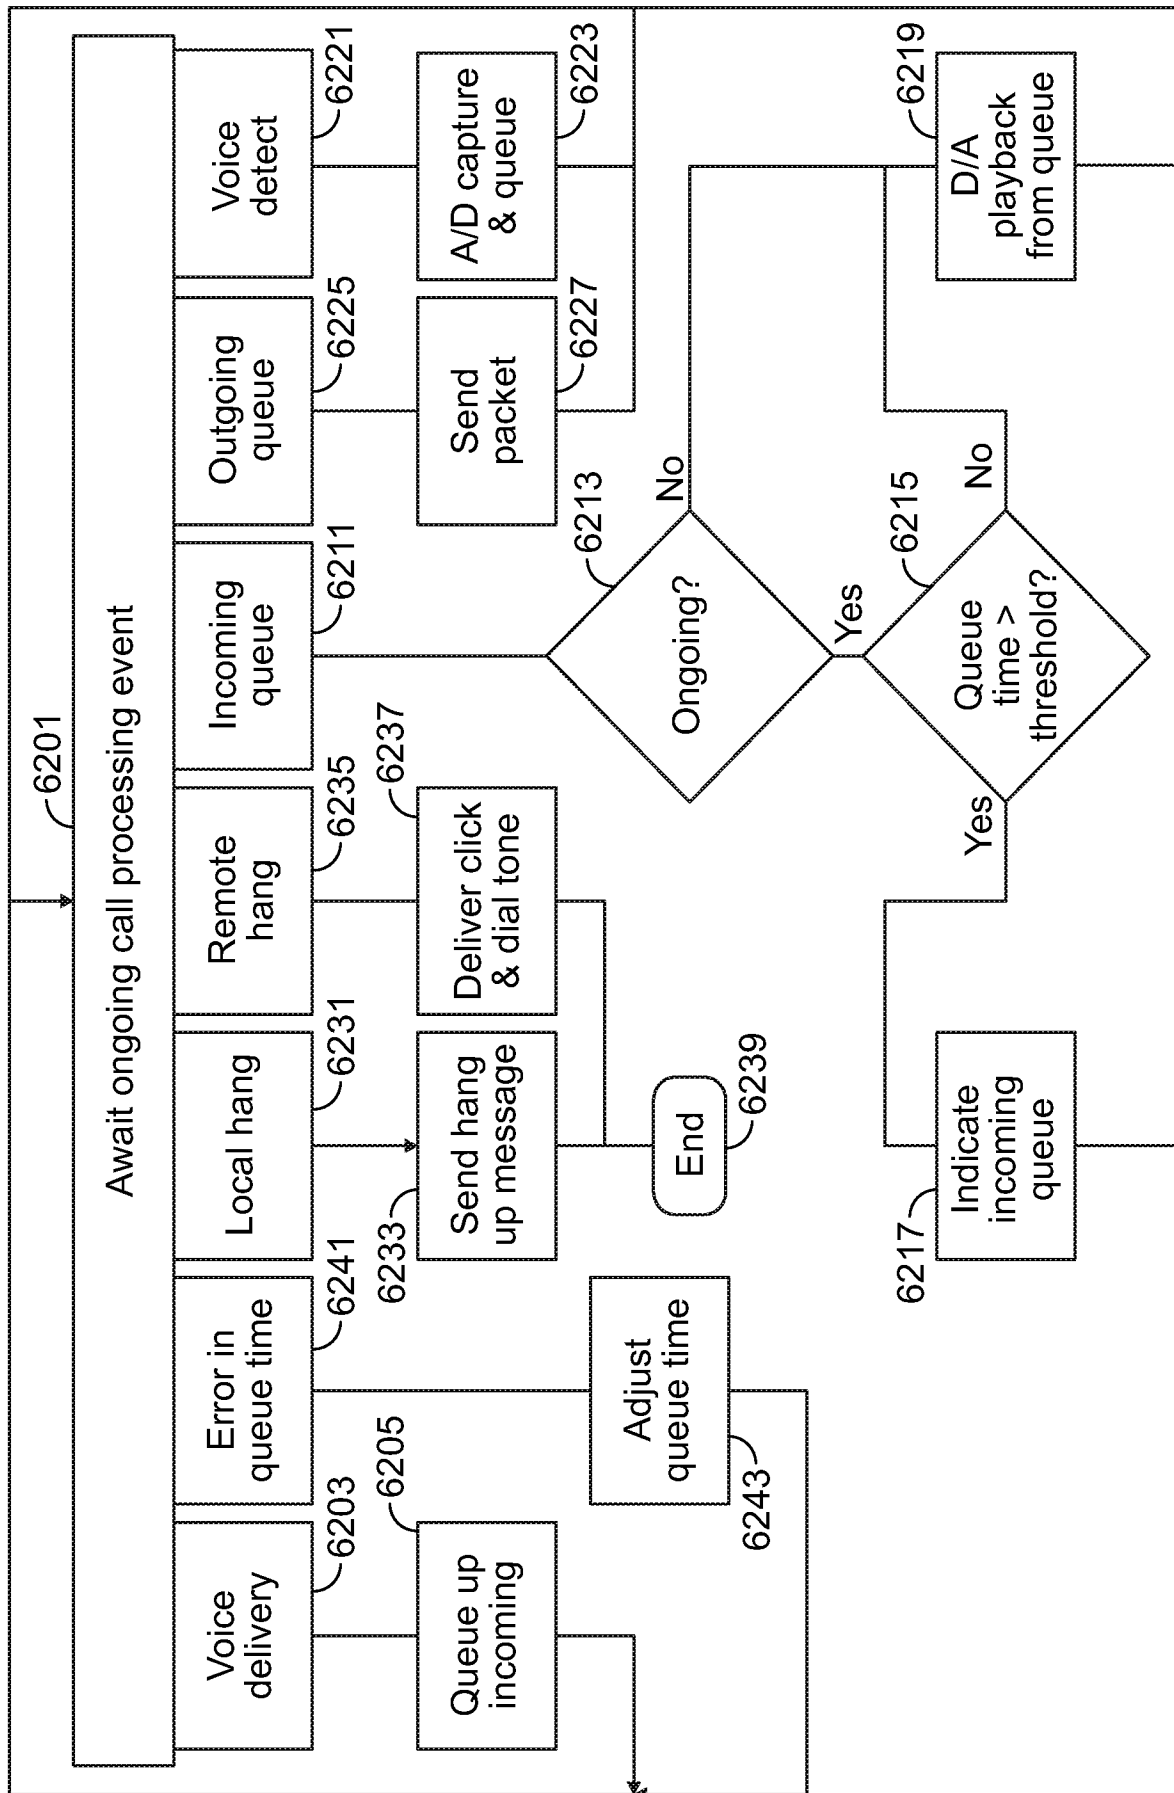 6201
Await ongoing call processing event
Voice
delivery
6203
Error in
queue time
6241
Local hang
6231
Remote
hang
6235
Incoming
queue
6211
Outgoing
queue
6225
Voice
detect
6221
Queue up
incoming
6205
Send hang
up message
6233
Deliver click
& dial tone
6237
Send
packet
6227
A/D capture
& queue
6223
Adjust
queue time
6243
End
6239
Ongoing?
6213
No
Yes
Queue
time >
threshold?
6215
Yes
No
Indicate
incoming
queue
6217
D/A
playback
from queue
6219